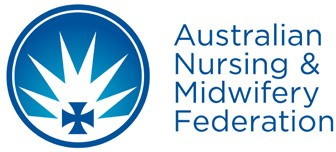 Australian
Nursing &
Midwifery
Federation